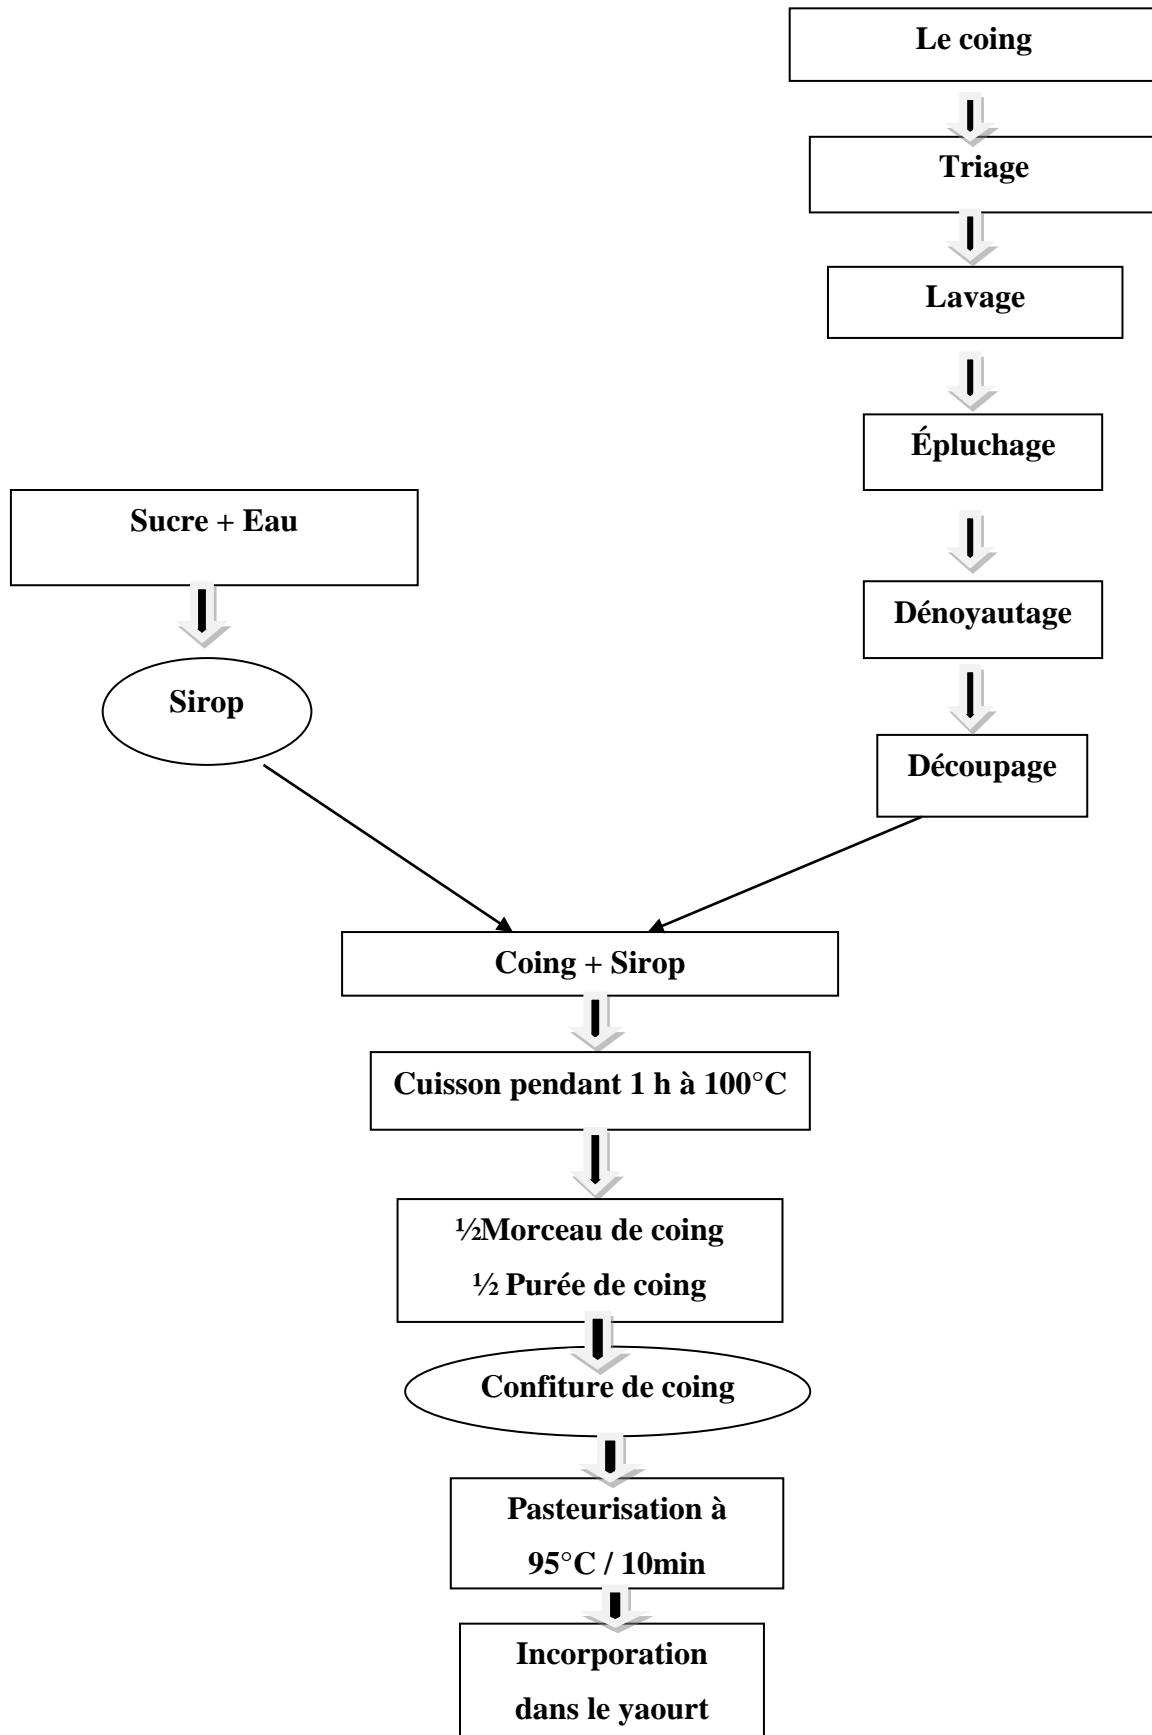 Le coing
Triage
Lavage
Épluchage
Sucre + Eau
Dénoyautage
Sirop
Découpage
Coing + Sirop
Cuisson pendant 1 h à 100°C
½Morceau de coing
½ Purée de coing
Confiture de coing
Pasteurisation à
95°C / 10min
Incorporation
dans le yaourt